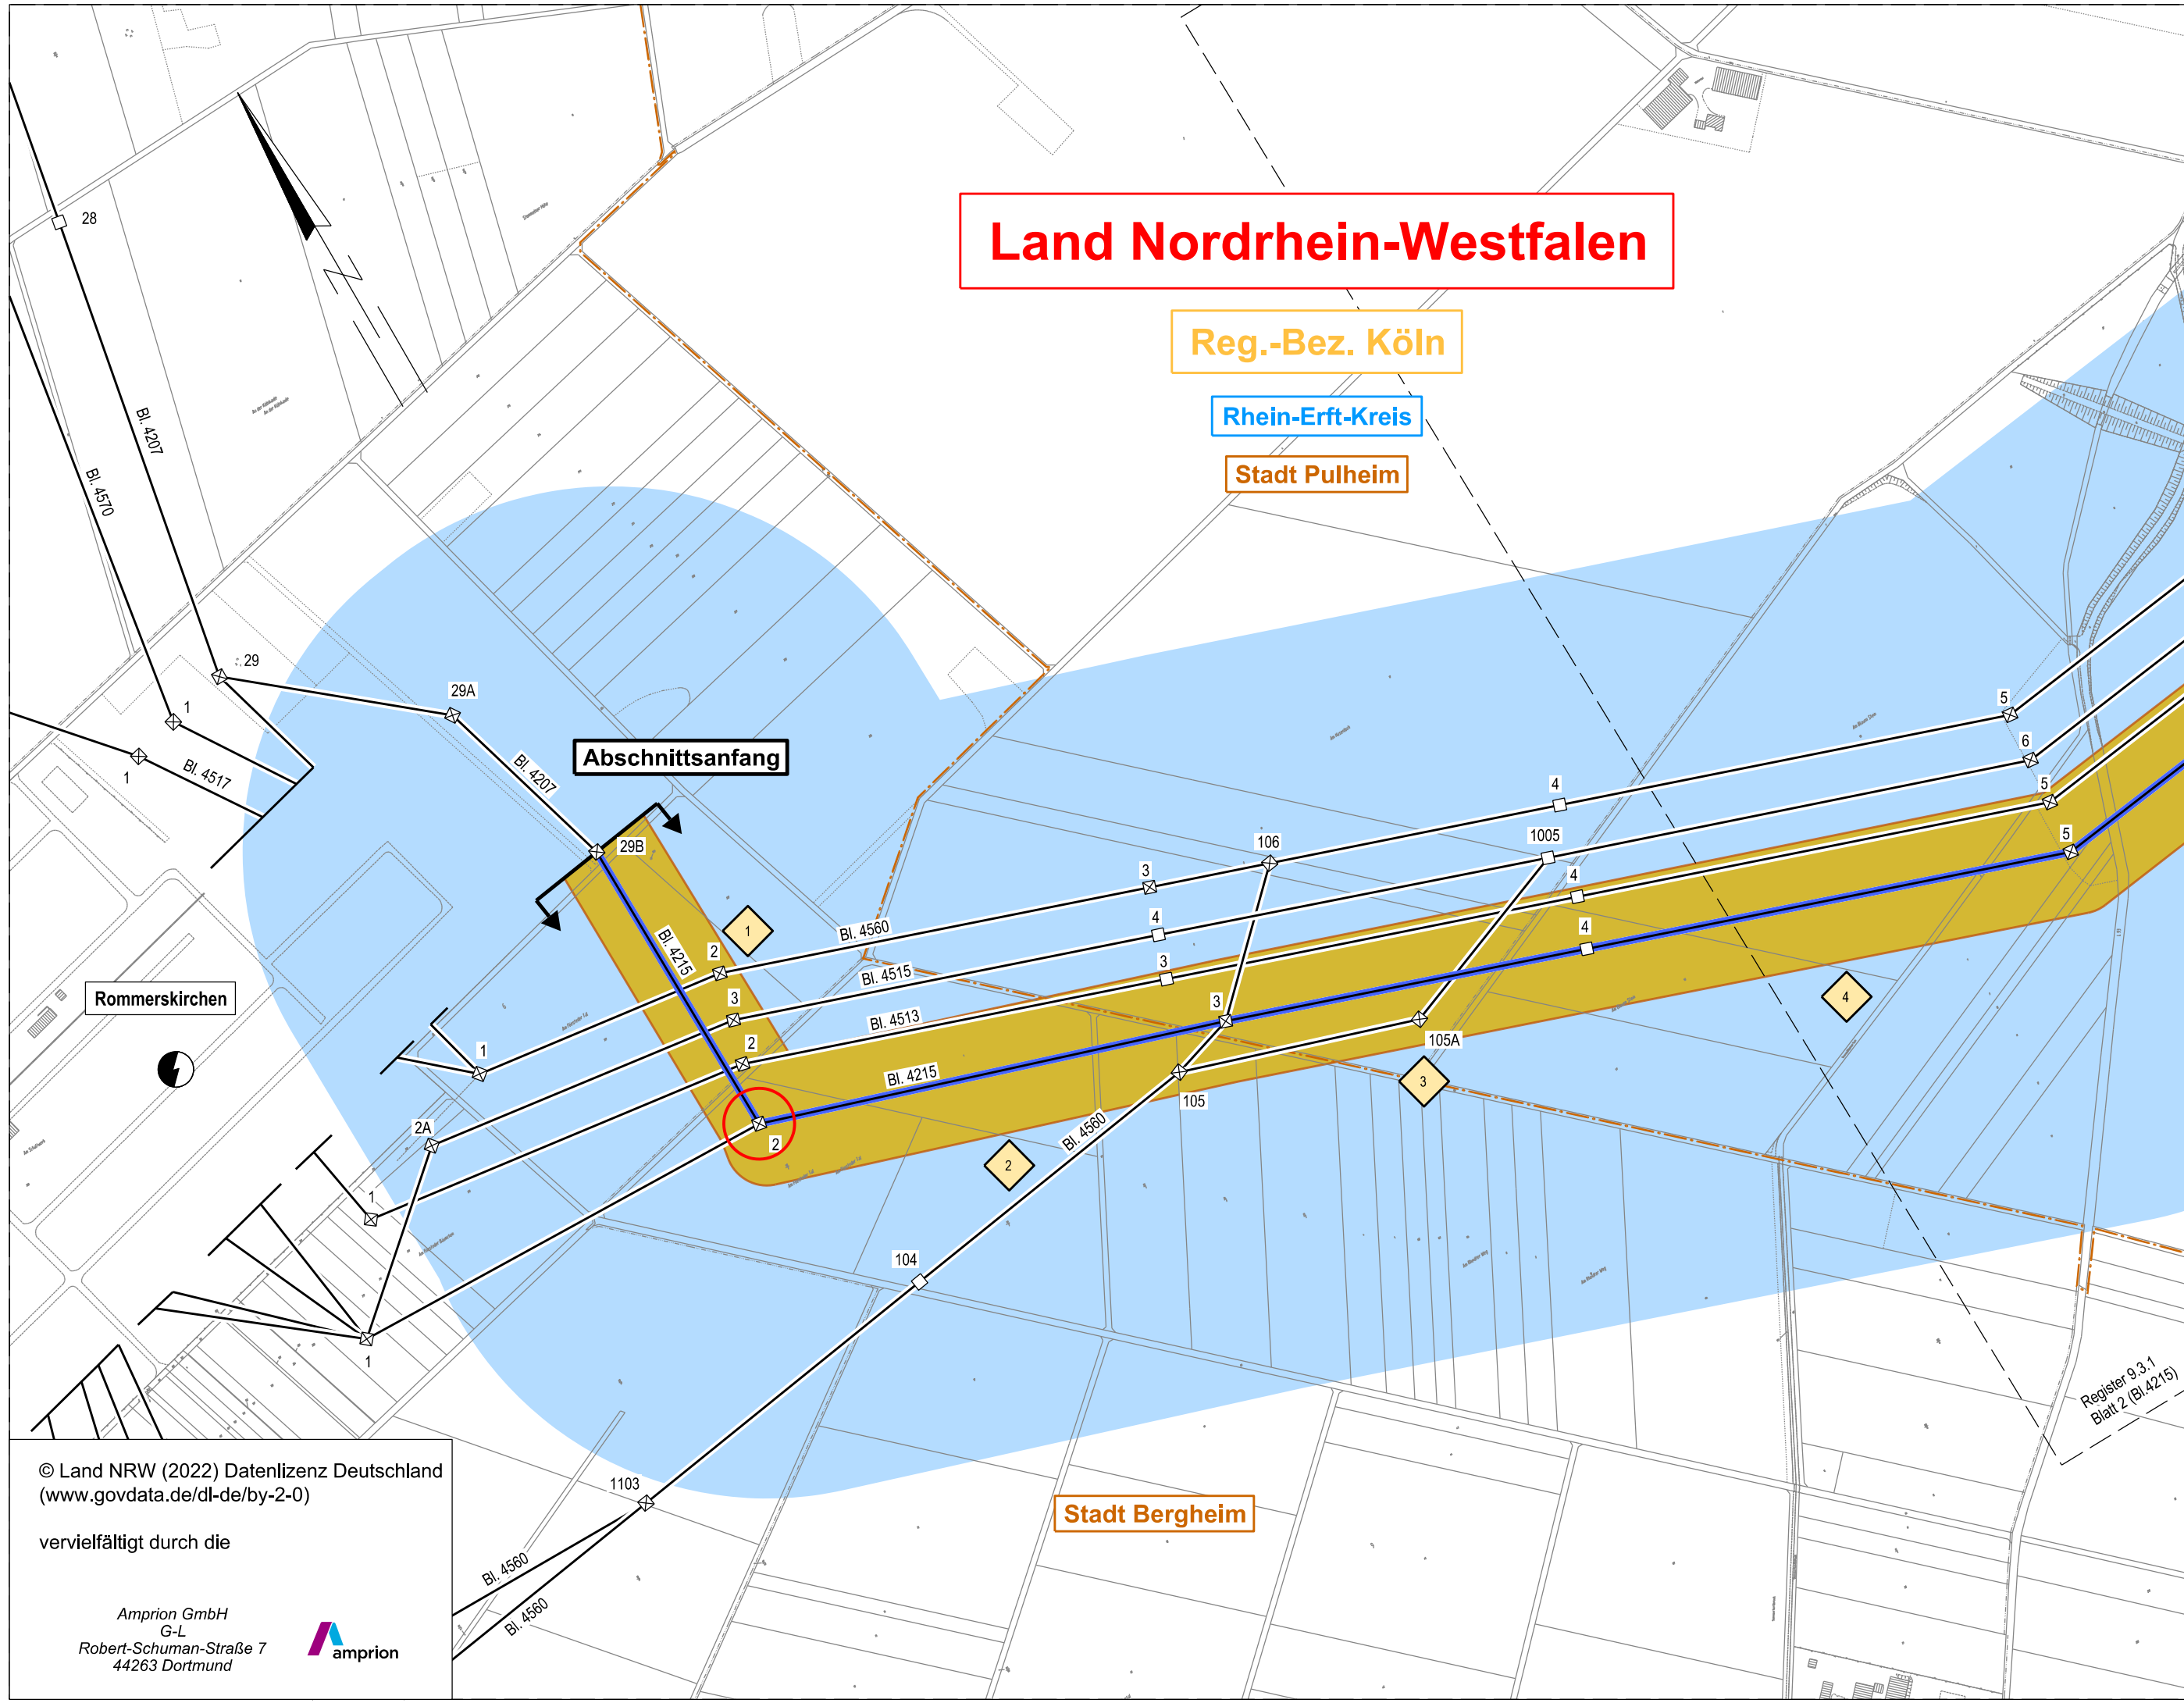 Land Nordrhein-Westfalen
Reg.-Bez. Köln
Rhein-Erft-Kreis
Stadt Pulheim
28
Bl. 4207
Bl. 4570
29
29A
1
1
Bl. 4517
Bl. 4207
Abschnittsanfang
29B
1
Bl. 4215
2
Bl. 4560
3
106
4
5
6
5
5
3
Bl. 4515
4
1005
4
4
2
Bl. 4513
3
3
4
Rommerskirchen
1
2A
Bl. 4215
2
105
105A
3
2
Bl. 4560
1
104
1
1103
Bl. 4560
Bl. 4560
Stadt Bergheim
Register 9.3.1
Blatt 2 (Bl.4215)
© Land NRW (2022) Datenlizenz Deutschland
(www.govdata.de/dl-de/by-2-0)
vervielfältigt durch die
Amprion GmbH
G-L
Robert-Schuman-Straße 7
44263 Dortmund
amprion